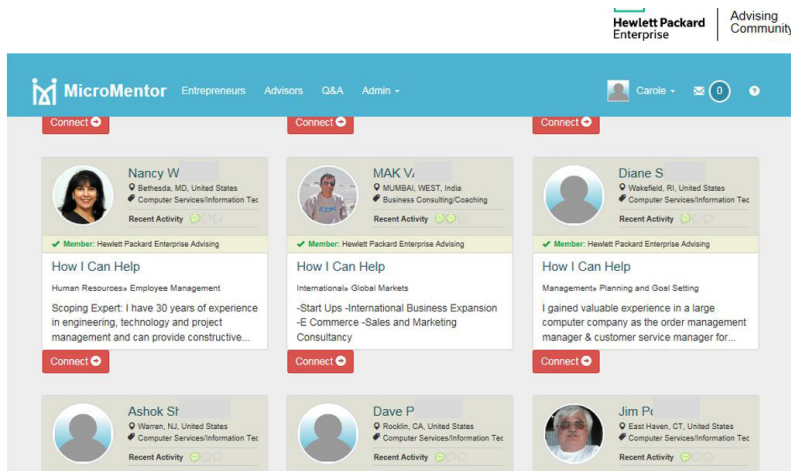 Hewlett Packard
Enterprise
Advising
Community
MicroMentor Entrepreneurs Advisors Q&A Admin Carole 0 ?
Connect Connect Connect
Nancy W
Bethesda, MD, United States
Computer Services/Information Tec
Recent Activity
Member: Hewlett Packard Enterprise Advising
How I Can Help
Human Resources» Employee Management
Scoping Expert: I have 30 years of experience
in engineering, technology and project
management and can provide constructive...
Connect
MAK V
MUMBAI, WEST, India
Business Consulting/Coaching
Recent Activity
Member: Hewlett Packard Enterprise Advising
How I Can Help
International» Global Markets
-Start Ups -International Business Expansion
-E Commerce -Sales and Marketing
Consultancy
Connect
Diane S
Wakefield, RI, United States
Computer Services/Information Tec
Recent Activity
Member: Hewlett Packard Enterprise Advising
How I Can Help
Management» Planning and Goal Setting
I gained valuable experience in a large
computer company as the order management
manager & customer service manager for...
Connect
Ashok
Warren, NJ, United States
Computer Services/Information Tec
Recent Activity
Dave P
Rocklin, CA, United States
Computer Services/Information Tec
Recent Activity
Jim
East Haven, CT, United States
Computer Services/Information Tec
Recent Activity